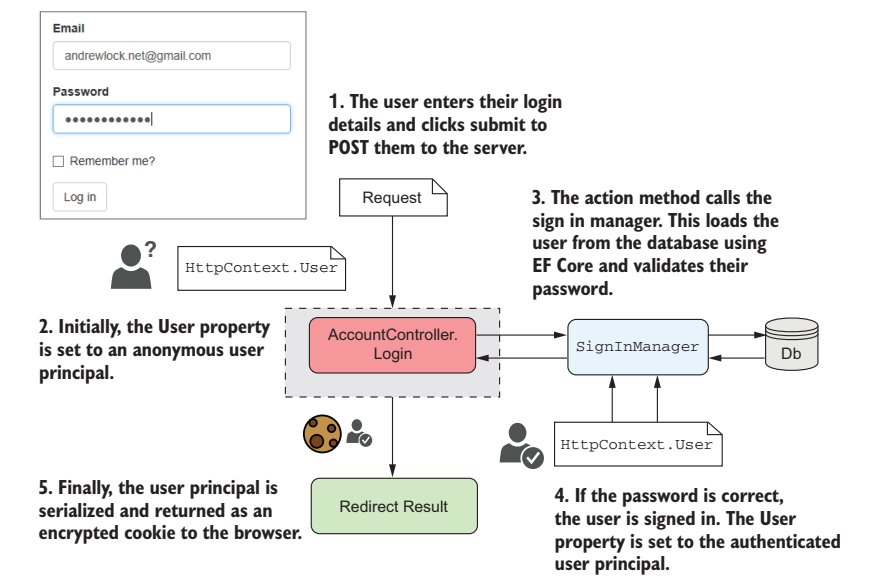 Email
andrewlock.net@gmail.com
Password
••••••••••••
Remember me?
Log in
1. The user enters their login
details and clicks submit to
POST them to the server.
Request
3. The action method calls the
sign in manager. This loads the
user from the database using
EF Core and validates their
password.
?
HttpContext.User
2. Initially, the User property
is set to an anonymous user
principal.
AccountController.
Login
SignInManager
Db
HttpContext.User
5. Finally, the user principal is
serialized and returned as an
encrypted cookie to the browser.
Redirect Result
4. If the password is correct,
the user is signed in. The User
property is set to the authenticated
user principal.